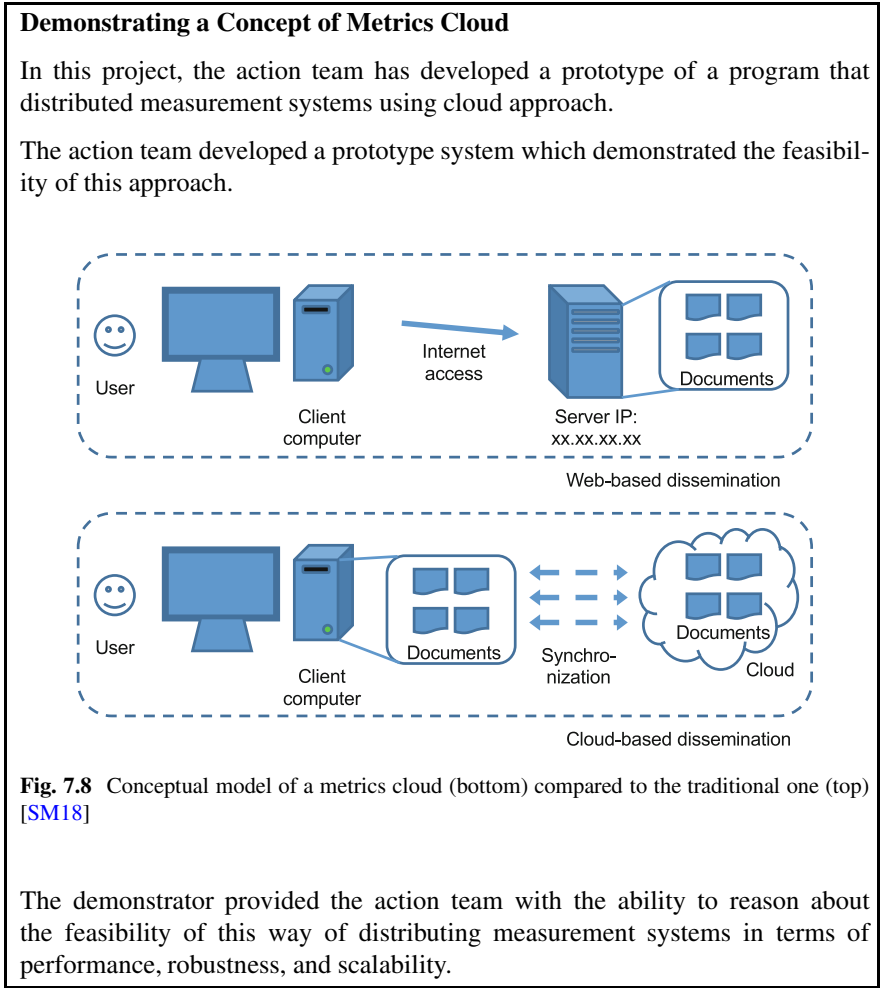 Demonstrating a Concept of Metrics Cloud
In this project, the action team has developed a prototype of a program that
distributed measurement systems using cloud approach.
The action team developed a prototype system which demonstrated the feasibil-
ity of this approach.
User
Client
computer
Internet
access
Server IP:
xx.xx.xx.xx
Documents
Web-based dissemination
User
Client
computer
Documents
Synchro-
nization
Documents
Cloud
Cloud-based dissemination
Fig. 7.8 Conceptual model of a metrics cloud (bottom) compared to the traditional one (top)
[SM18]
The demonstrator provided the action team with the ability to reason about
the feasibility of this way of distributing measurement systems in terms of
performance, robustness, and scalability.